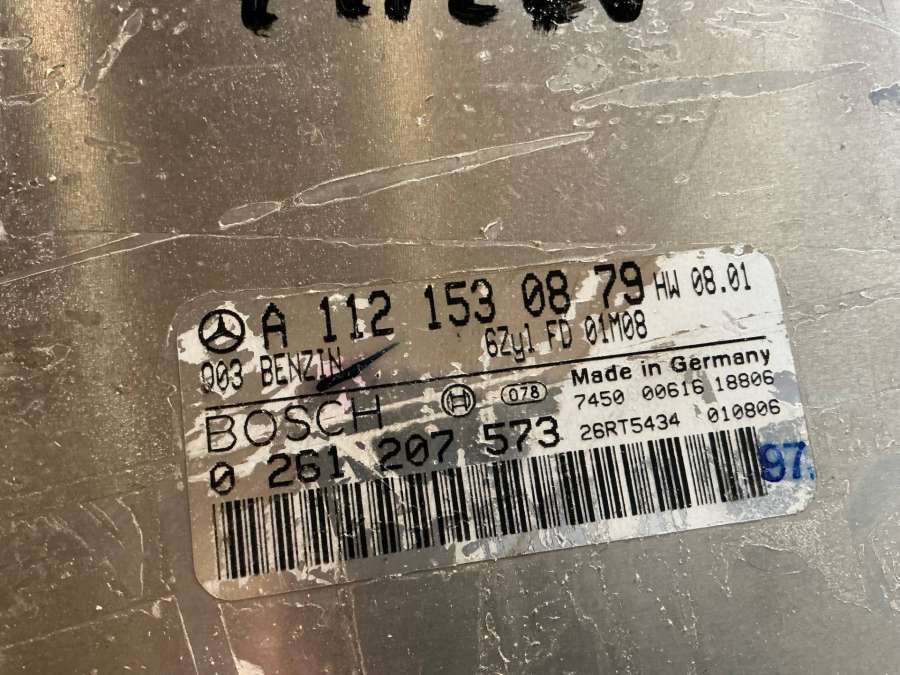 A 112 153 08 79 HW 08.01
Q03 BENZIN 6Zyl FD 01M08
BOSCH 078 Made in Germany
7450 00616 18806
0 261 207 573 26RT5434 010806
97.